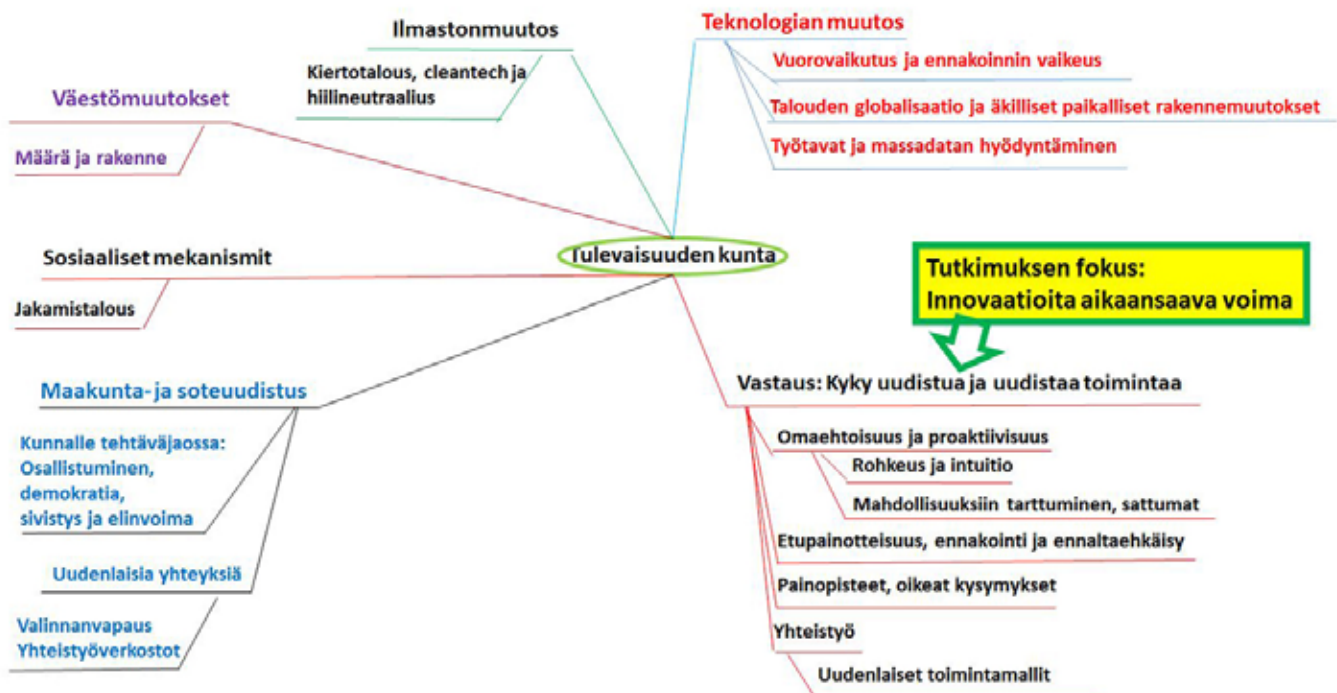 Ilmastonmuutos
Kiertotalous, cleantech ja
hiilineutraalius
Teknologian muutos
Vuorovaikutus ja ennakoinnin vaikeus
Talouden globalisaatio ja äkilliset paikalliset rakennemuutokset
Työtavat ja massadatan hyödyntäminen
Väestömuutokset
Määrä ja rakenne
Sosiaaliset mekanismit
Jakamistalous
Tulevaisuuden kunta
Tutkimuksen fokus:
Innovaatioita aikaansaava voima
Maakunta- ja soteuudistus
Kunnalle tehtäväjaossa:
Osallistuminen,
demokratia,
sivistys ja elinvoima
Uudenlaisia yhteyksiä
Valinnanvapaus
Yhteistyöverkostot
Vastaus: Kyky uudistua ja uudistaa toimintaa
Omaehtoisuus ja proaktiivisuus
Rohkeus ja intuitio
Mahdollisuuksiin tarttuminen, sattumat
Etupainotteisuus, ennakointi ja ennaltaehkäisy
Painopisteet, oikeat kysymykset
Yhteistyö
Uudenlaiset toimintamallit